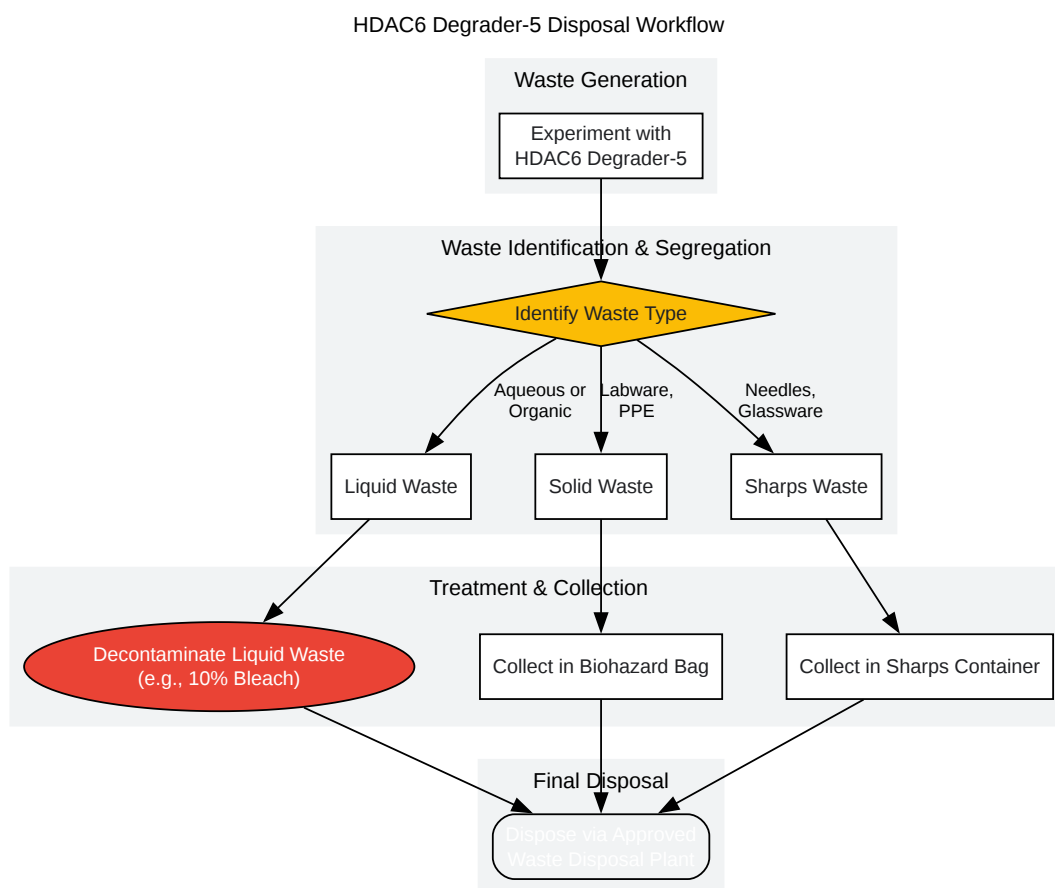 HDAC6 Degrader-5 Disposal Workflow
Waste Generation
Experiment with
HDAC6 Degrader-5
Waste Identification & Segregation
Identify Waste Type
Aqueous or
Organic
Labware,
PPE
Needles,
Glassware
Liquid Waste
Solid Waste
Sharps Waste
Treatment & Collection
Decontaminate Liquid Waste
(e.g., 10% Bleach)
Collect in Biohazard Bag
Collect in Sharps Container
Final Disposal
Dispose via Approved
Waste Disposal Plant